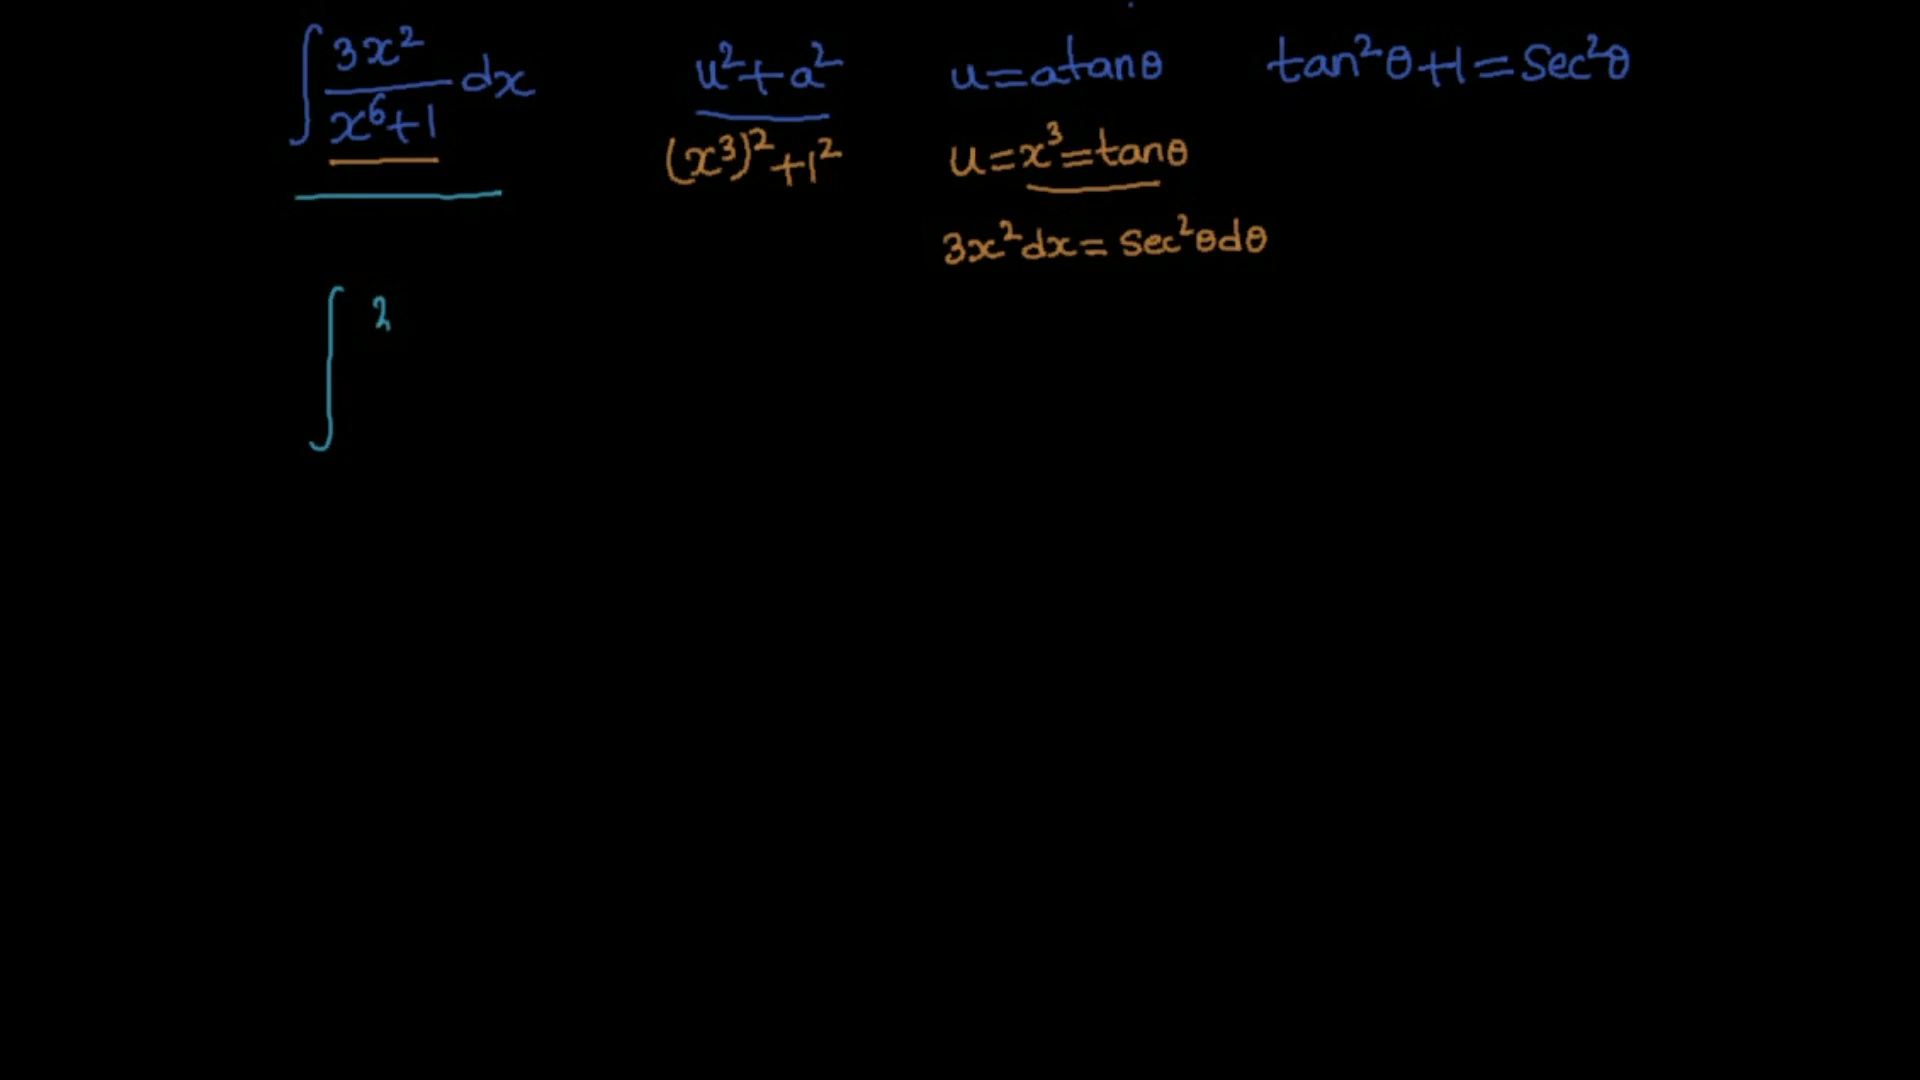 ∫ 3x²/(x⁶+1) dx   u²+a²   u=atanθ   tan²θ+1=Sec²θ
(x³)²+1²   u=x³=tanθ
3x²dx=Sec²θdθ
∫